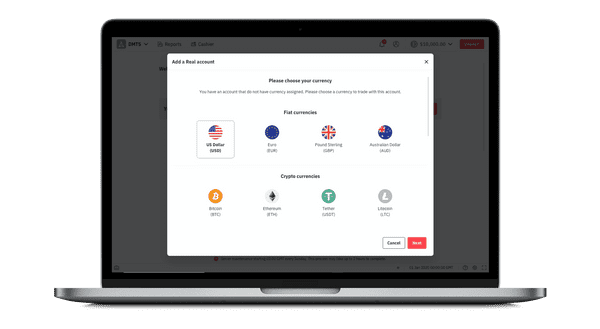 DMT5
Reports
Cashier
Add a Real account
Please choose your currency
You have an account that do not have currency assigned. Please choose a currency to trade with this account.
Fiat currencies
US Dollar
(USD)
Euro
(EUR)
Pound Sterling
(GBP)
Australian Dollar
(AUD)
Crypto currencies
Bitcoin
(BTC)
Ethereum
(ETH)
Tether
(USDT)
Litecoin
(LTC)
Cancel
Next